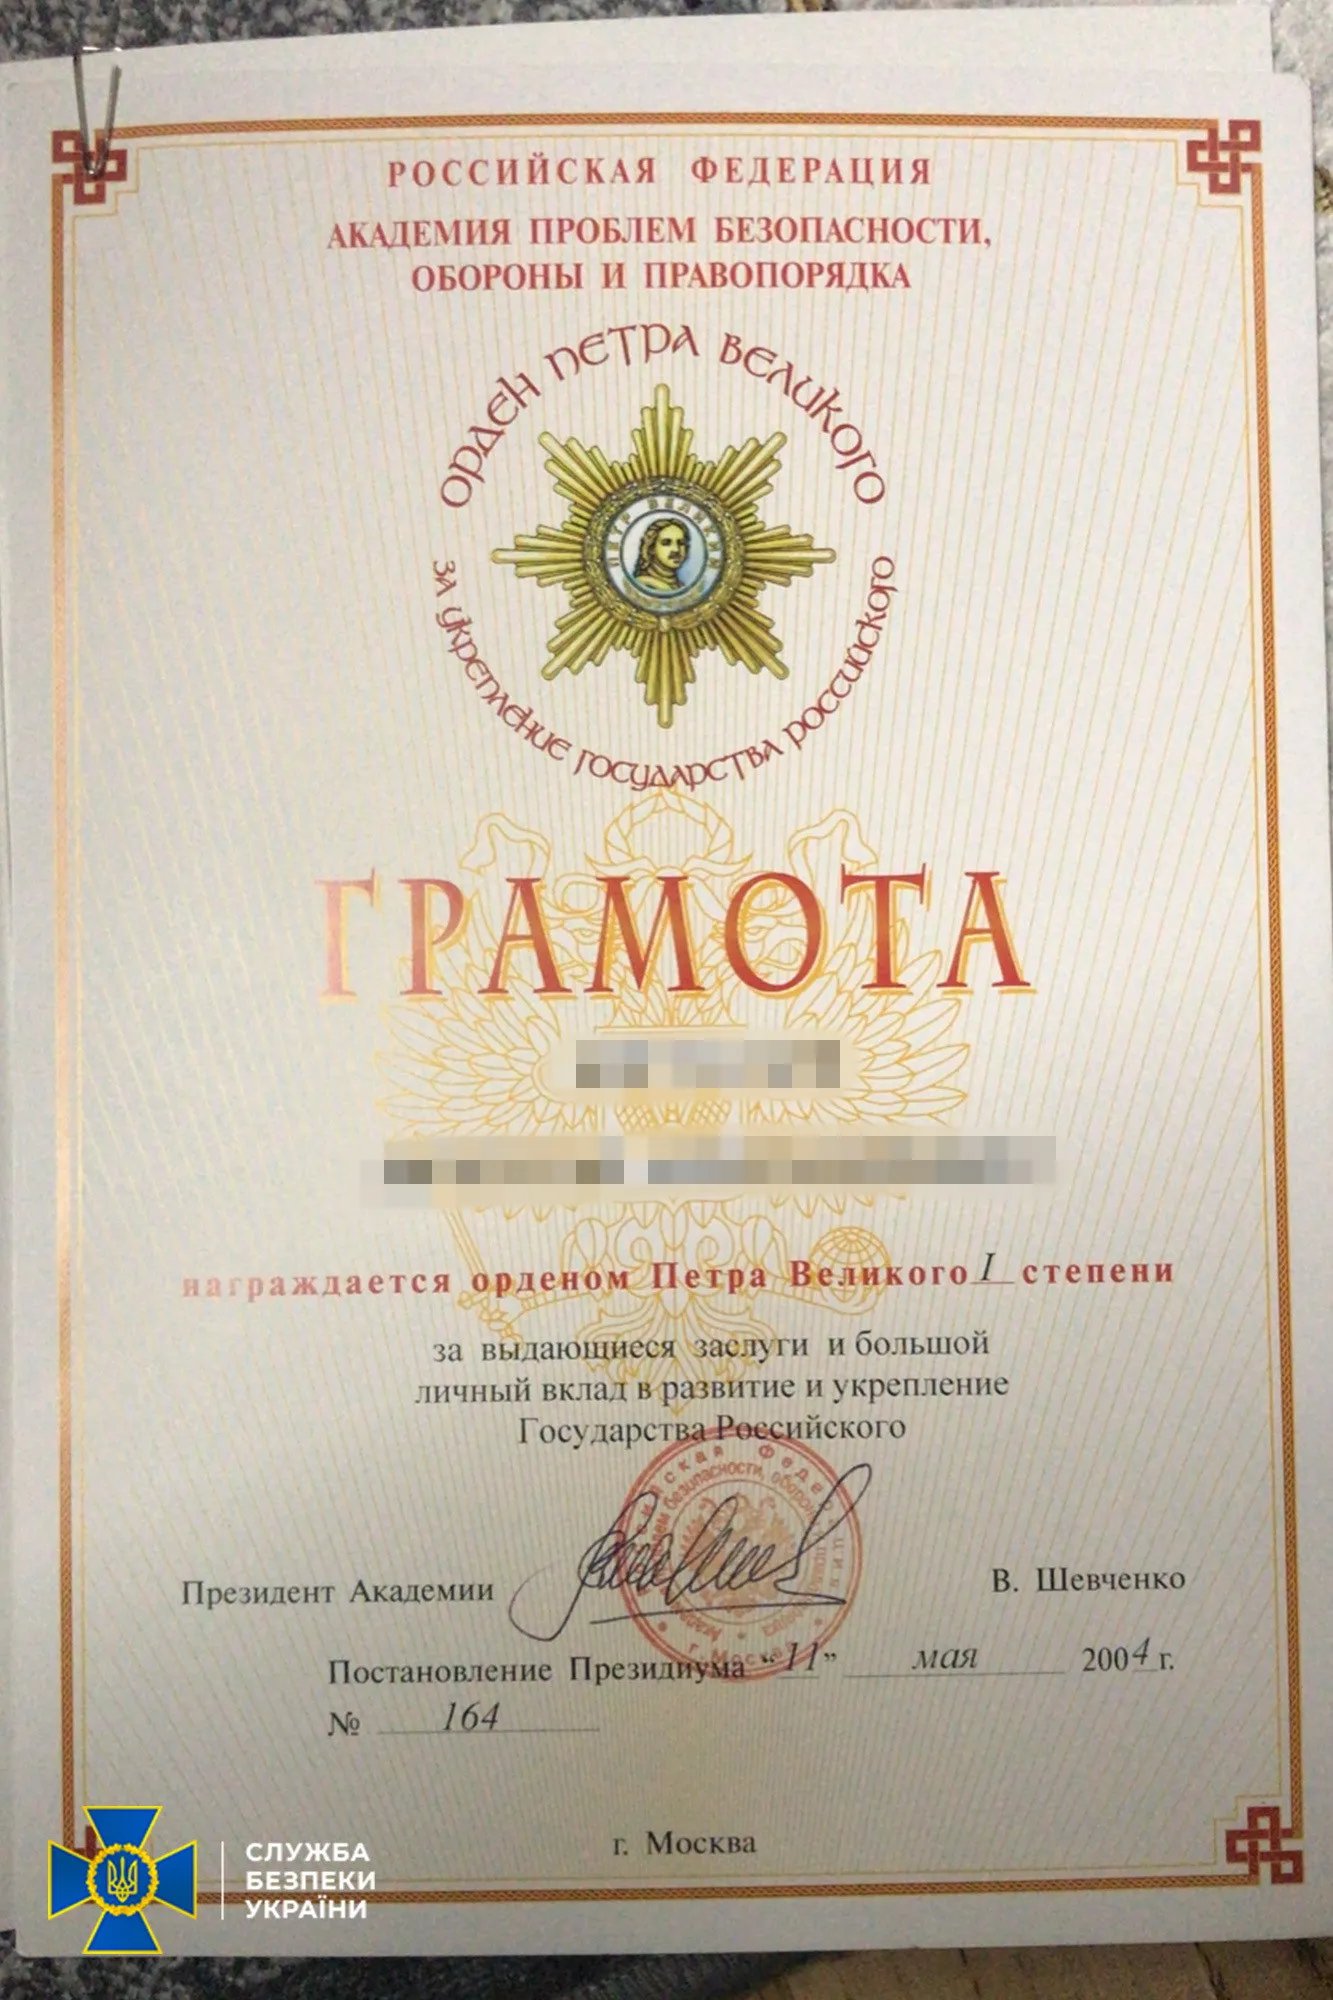 РОССИЙСКАЯ ФЕДЕРАЦИЯ
АКАДЕМИЯ ПРОБЛЕМ БЕЗОПАСНОСТИ,
ОБОРОНЫ И ПРАВОПОРЯДКА
ОРДЕН ПЕТРА ВЕЛИКОГО
ПЕТР ВЕЛИКИЙ
ЗА УКРЕПЛЕНИЕ ГОСУДАРСТВА РОССИЙСКОГО
ГРАМОТА
награждается орденом Петра Великого I степени
за выдающиеся заслуги и большой
личный вклад в развитие и укрепление
Государства Российского
Президент Академии
В. Шевченко
Постановление Президиума "11" мая 2004 г.
№ 164
г. Москва
СЛУЖБА
БЕЗПЕКИ
УКРАЇНИ